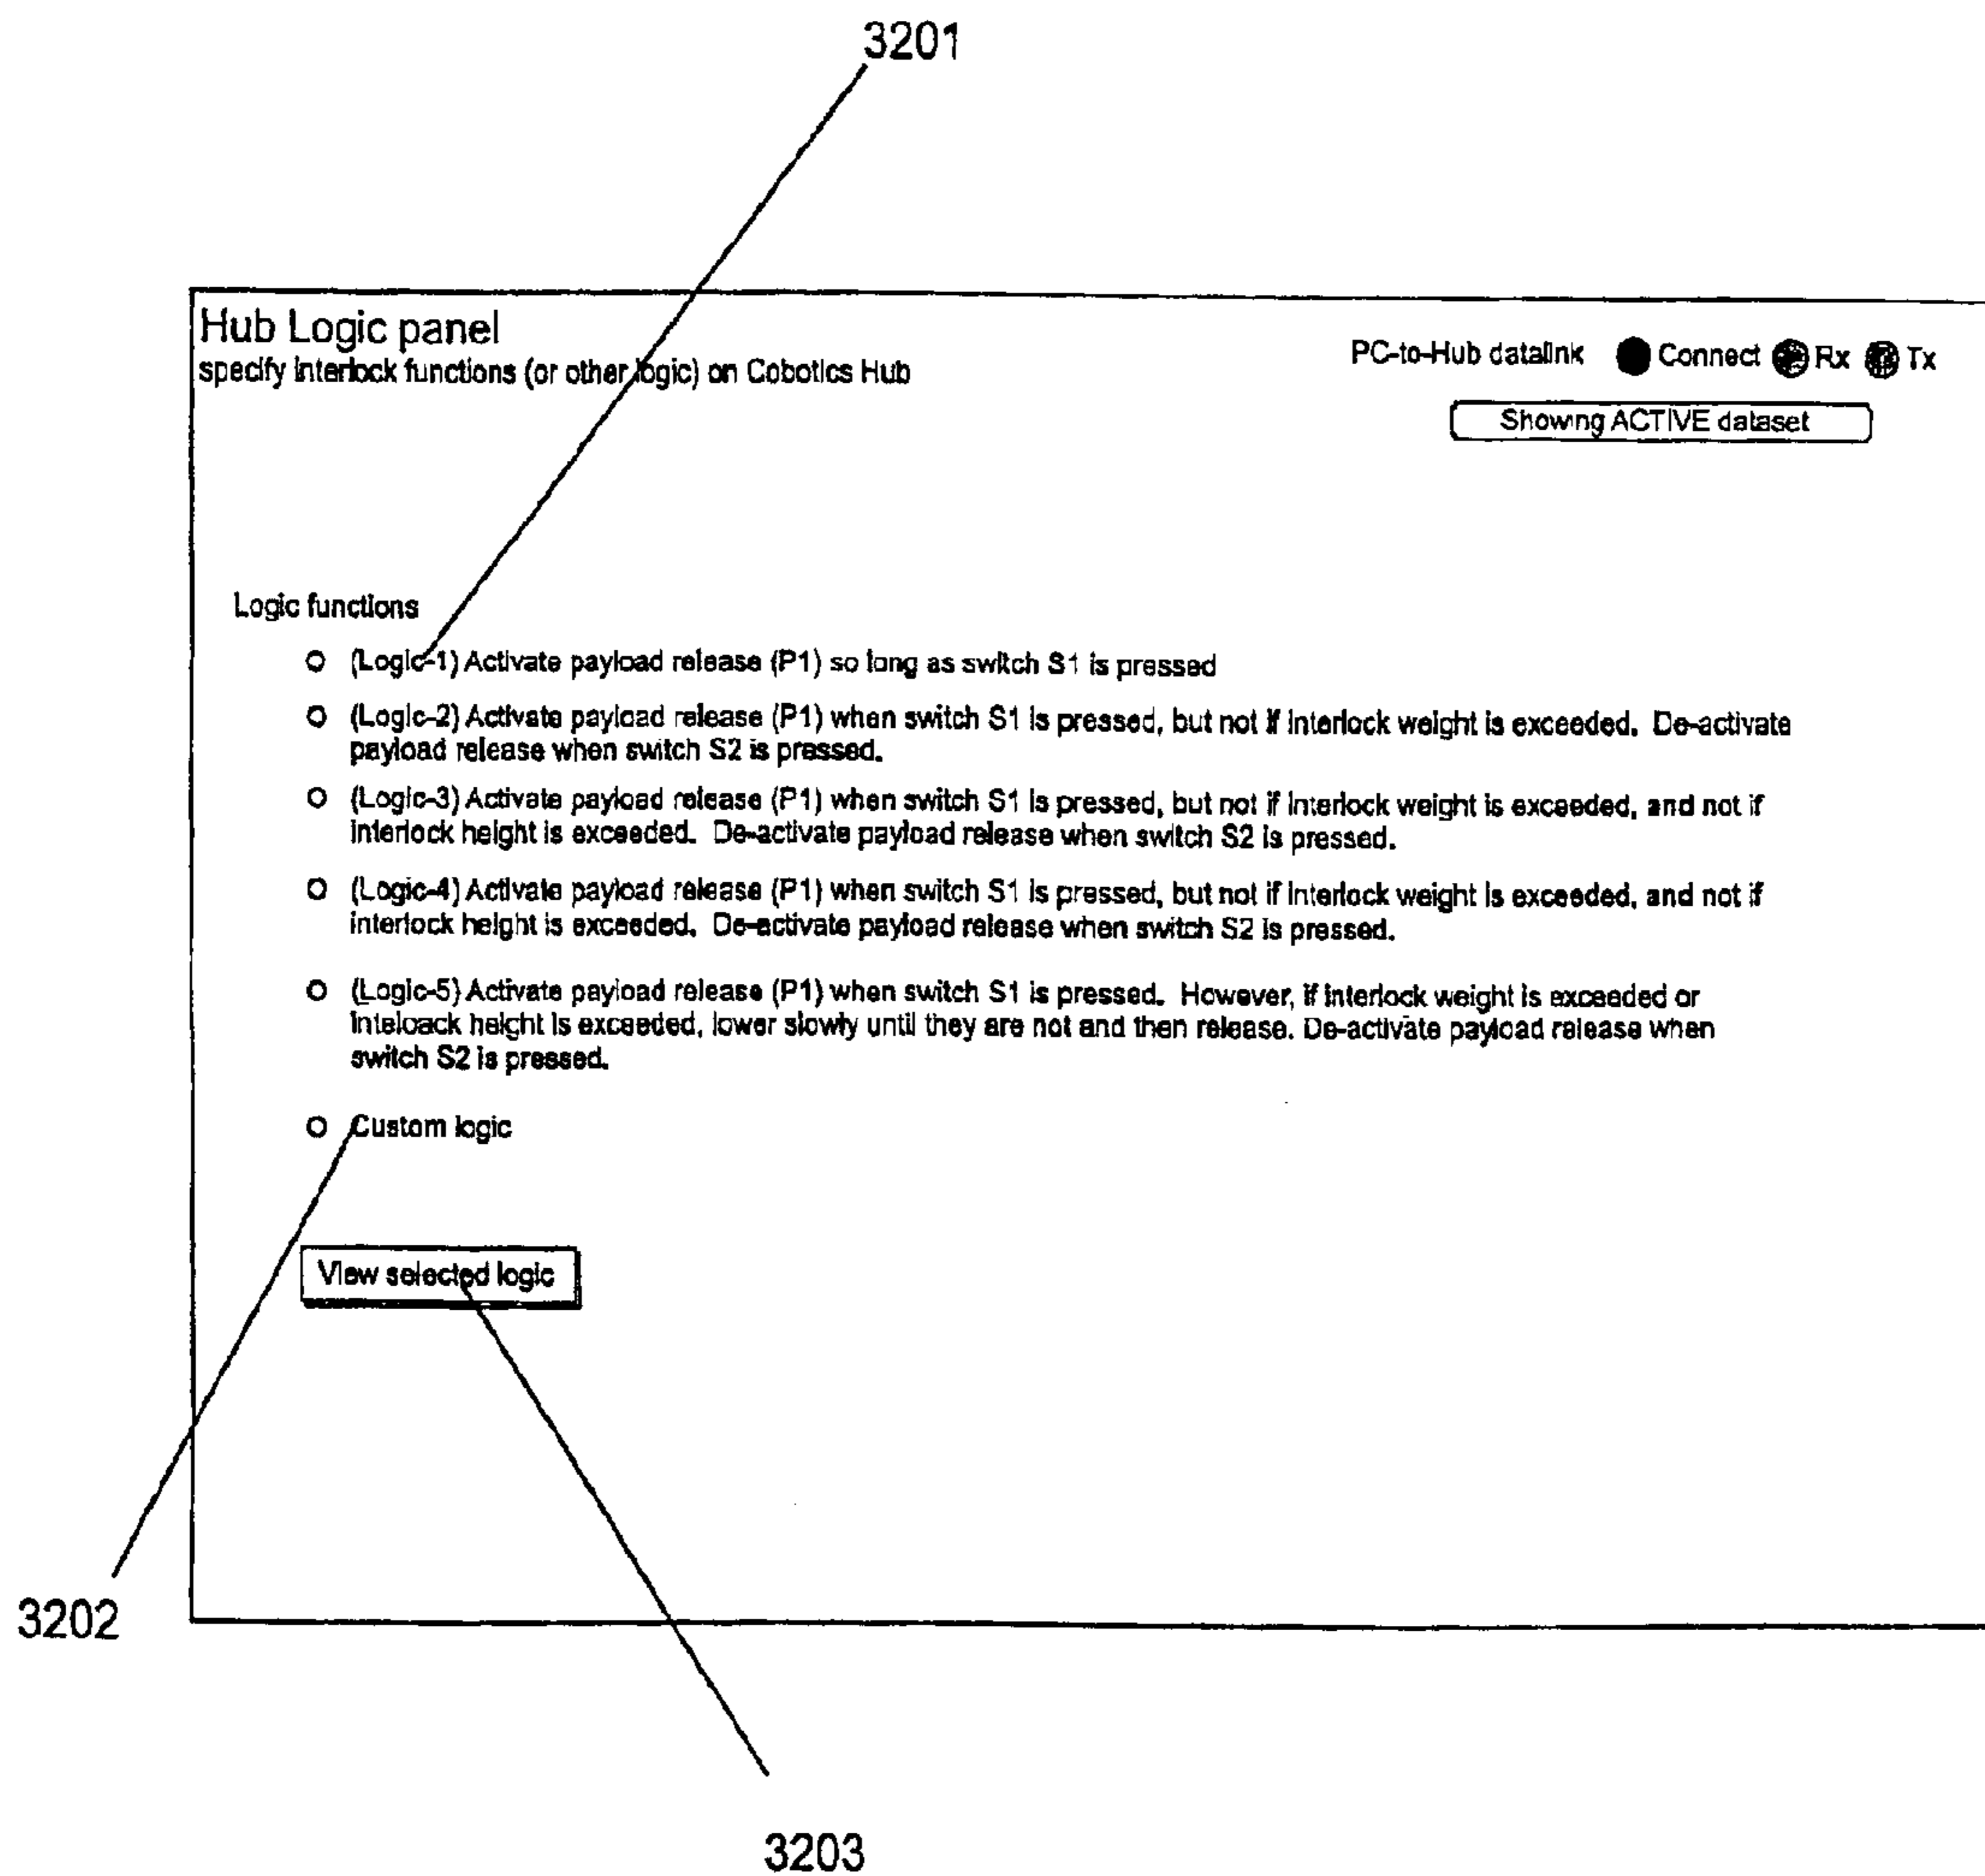 3201
Hub Logic panel
specify interlock functions (or other logic) on Cobotics Hub
PC-to-Hub datalink Connect Rx Tx
Showing ACTIVE dataset
Logic functions
(Logic-1) Activate payload release (P1) so long as switch S1 is pressed
(Logic-2) Activate payload release (P1) when switch S1 is pressed, but not if interlock weight is exceeded. De-activate
payload release when switch S2 is pressed.
(Logic-3) Activate payload release (P1) when switch S1 is pressed, but not if interlock weight is exceeded, and not if
interlock height is exceeded. De-activate payload release when switch S2 is pressed.
(Logic-4) Activate payload release (P1) when switch S1 is pressed, but not if interlock weight is exceeded, and not if
interlock height is exceeded. De-activate payload release when switch S2 is pressed.
(Logic-5) Activate payload release (P1) when switch S1 is pressed. However, if interlock weight is exceeded or
inteloack height is exceeded, lower slowly until they are not and then release. De-activate payload release when
switch S2 is pressed.
Custom logic
View selected logic
3202
3203